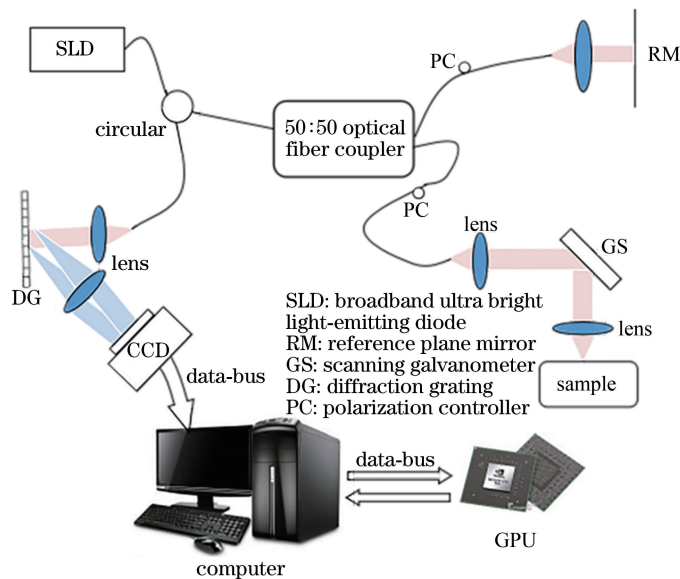 SLD
circular
50:50 optical
fiber coupler
PC
RM
PC
lens
GS
lens
sample
DG
lens
CCD
data-bus
SLD: broadband ultra bright
light-emitting diode
RM: reference plane mirror
GS: scanning galvanometer
DG: diffraction grating
PC: polarization controller
data-bus
computer
GPU